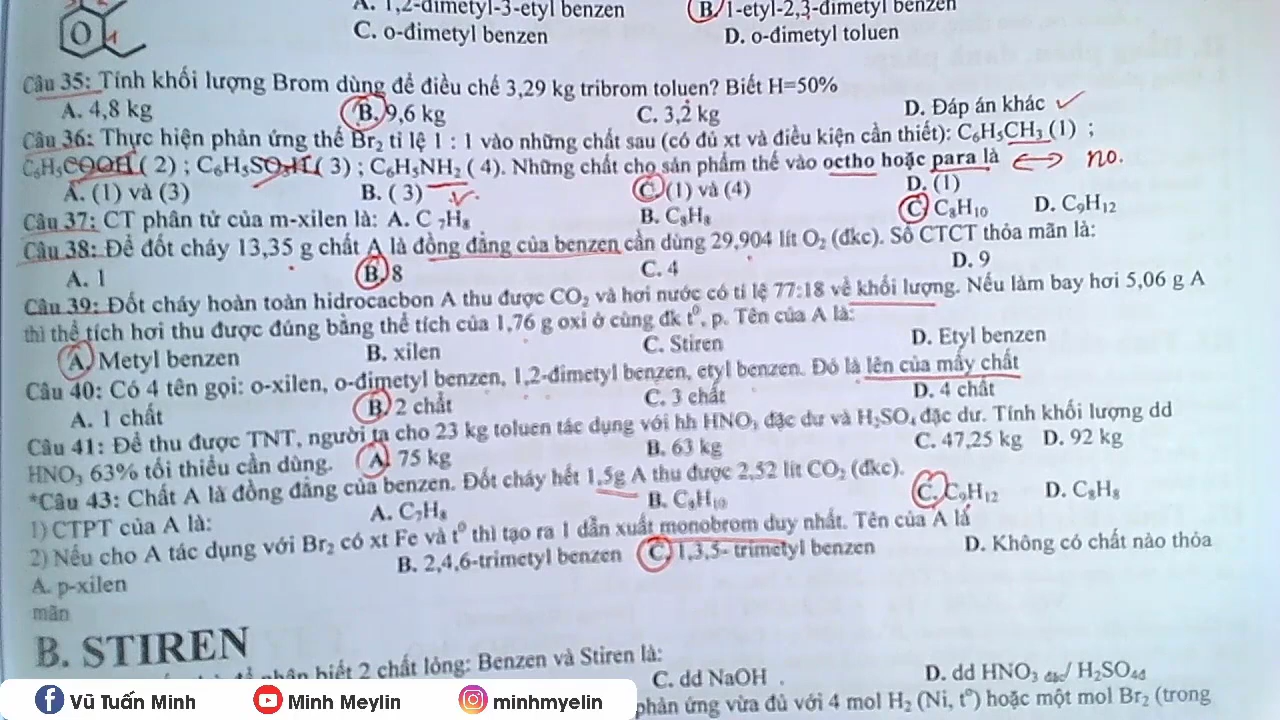 A. 1,2-đimetyl-3-etyl benzen B. 1-etyl-2,3-đimetyl benzen
C. o-đimetyl benzen D. o-đimetyl toluen
Câu 35: Tính khối lượng Brom dùng để điều chế 3,29 kg tribrom toluen? Biết H=50%
A. 4,8 kg B. 9,6 kg C. 3,2 kg D. Đáp án khác
Câu 36: Thực hiện phản ứng thế Br₂ tỉ lệ 1 : 1 vào những chất sau (có đủ xt và điều kiện cần thiết): C₆H₅CH₃ (1) ;
C₆H₅COOH ( 2) ; C₆H₅SO₃H ( 3) ; C₆H₅NH₂ ( 4). Những chất cho sản phẩm thế vào octho hoặc para là no.
A. (1) và (3) B. ( 3) C. (1) và (4) D. (1)
Câu 37: CT phân tử của m-xilen là: A. C ₇H₈ B. C₈H₈ C. C₈H₁₀ D. C₉H₁₂
Câu 38: Để đốt cháy 13,35 g chất A là đồng đẳng của benzen cần dùng 29,904 lít O₂ (đkc). Số CTCT thỏa mãn là:
A. 1 B. 8 C. 4 D. 9
Câu 39: Đốt cháy hoàn toàn hidrocacbon A thu được CO₂ và hơi nước có tỉ lệ 77:18 về khối lượng. Nếu làm bay hơi 5,06 g A
thì thể tích hơi thu được đúng bằng thể tích của 1,76 g oxi ở cùng đk t⁰, p. Tên của A là:
A. Metyl benzen B. xilen C. Stiren D. Etyl benzen
Câu 40: Có 4 tên gọi: o-xilen, o-đimetyl benzen, 1,2-đimetyl benzen, etyl benzen. Đó là lên của mấy chất
A. 1 chất B. 2 chất C. 3 chất D. 4 chất
Câu 41: Để thu được TNT, người ta cho 23 kg toluen tác dụng với hh HNO₃ đặc dư và H₂SO₄ đặc dư. Tính khối lượng dd
HNO₃ 63% tối thiểu cần dùng. A. 75 kg B. 63 kg C. 47,25 kg D. 92 kg
*Câu 43: Chất A là đồng đẳng của benzen. Đốt cháy hết 1,5g A thu được 2,52 lít CO₂ (đkc).
1) CTPT của A là: A. C₇H₈ B. C₈H₁₀ C. C₉H₁₂ D. C₈H₈
2) Nếu cho A tác dụng với Br₂ có xt Fe và t⁰ thì tạo ra 1 dẫn xuất monobrom duy nhất. Tên của A là
A. p-xilen B. 2,4,6-trimetyl benzen C. 1,3,5- trimetyl benzen D. Không có chất nào thỏa
mãn
B. STIREN
phân biệt 2 chất lỏng: Benzen và Stiren là:
C. dd NaOH D. dd HNO₃ đặc/ H₂SO₄đ
phản ứng vừa đủ với 4 mol H₂ (Ni, t⁰) hoặc một mol Br₂ (trong
Vũ Tuấn Minh Minh Meylin minhmyelin